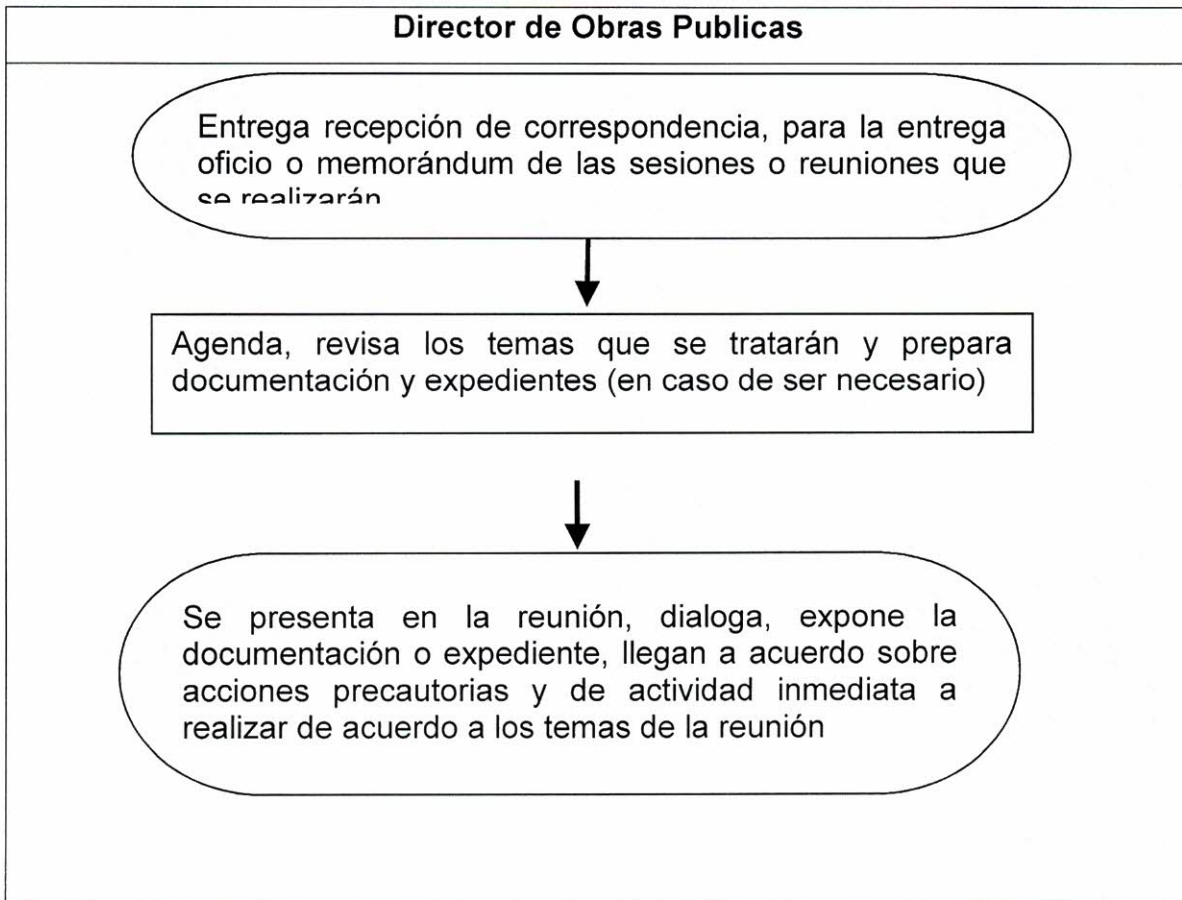 Director de Obras Publicas
Entrega recepción de correspondencia, para la entrega
oficio o memorándum de las sesiones o reuniones que
se realizarán
Agenda, revisa los temas que se tratarán y prepara
documentación y expedientes (en caso de ser necesario)
Se presenta en la reunión, dialoga, expone la
documentación o expediente, llegan a acuerdo sobre
acciones precautorias y de actividad inmediata a
realizar de acuerdo a los temas de la reunión